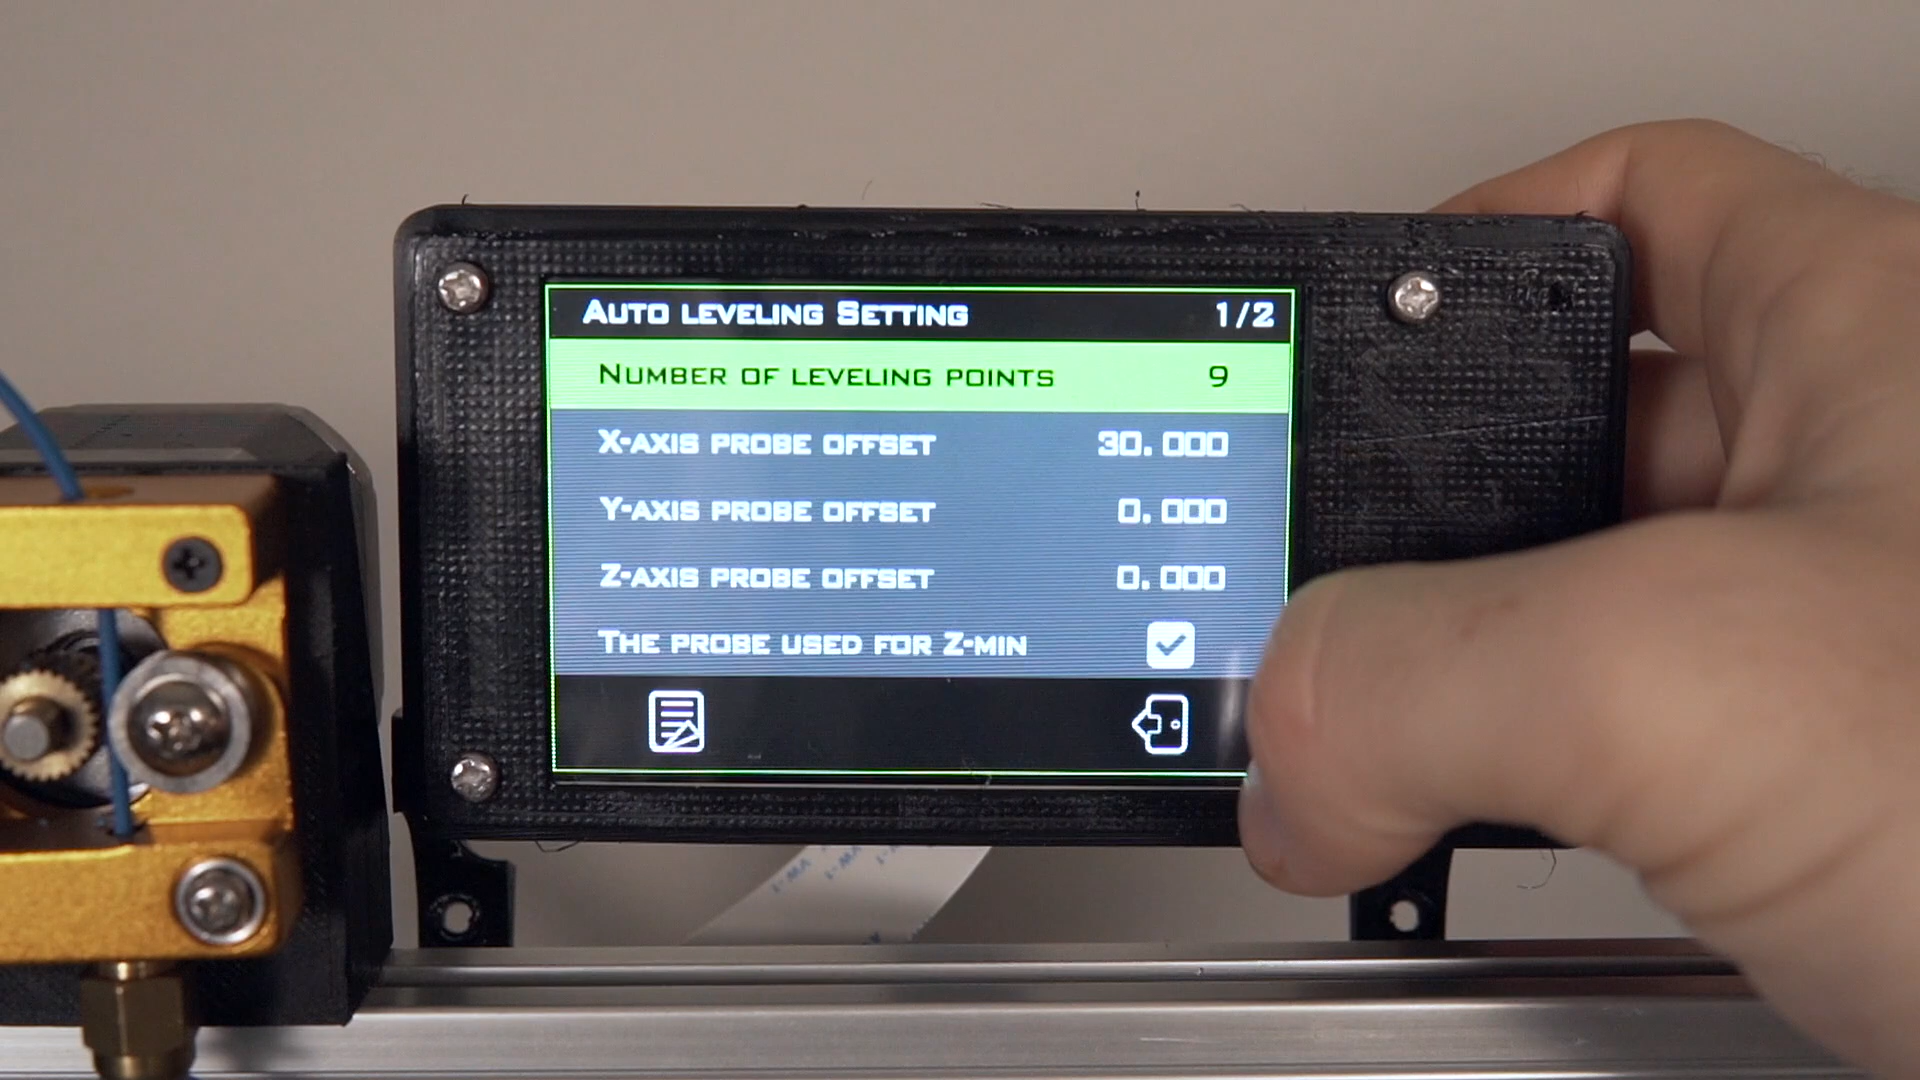 AUTO LEVELING SETTING 1/2
NUMBER OF LEVELING POINTS 9
X-AXIS PROBE OFFSET 30.000
Y-AXIS PROBE OFFSET 0.000
Z-AXIS PROBE OFFSET 0.000
THE PROBE USED FOR Z-MIN